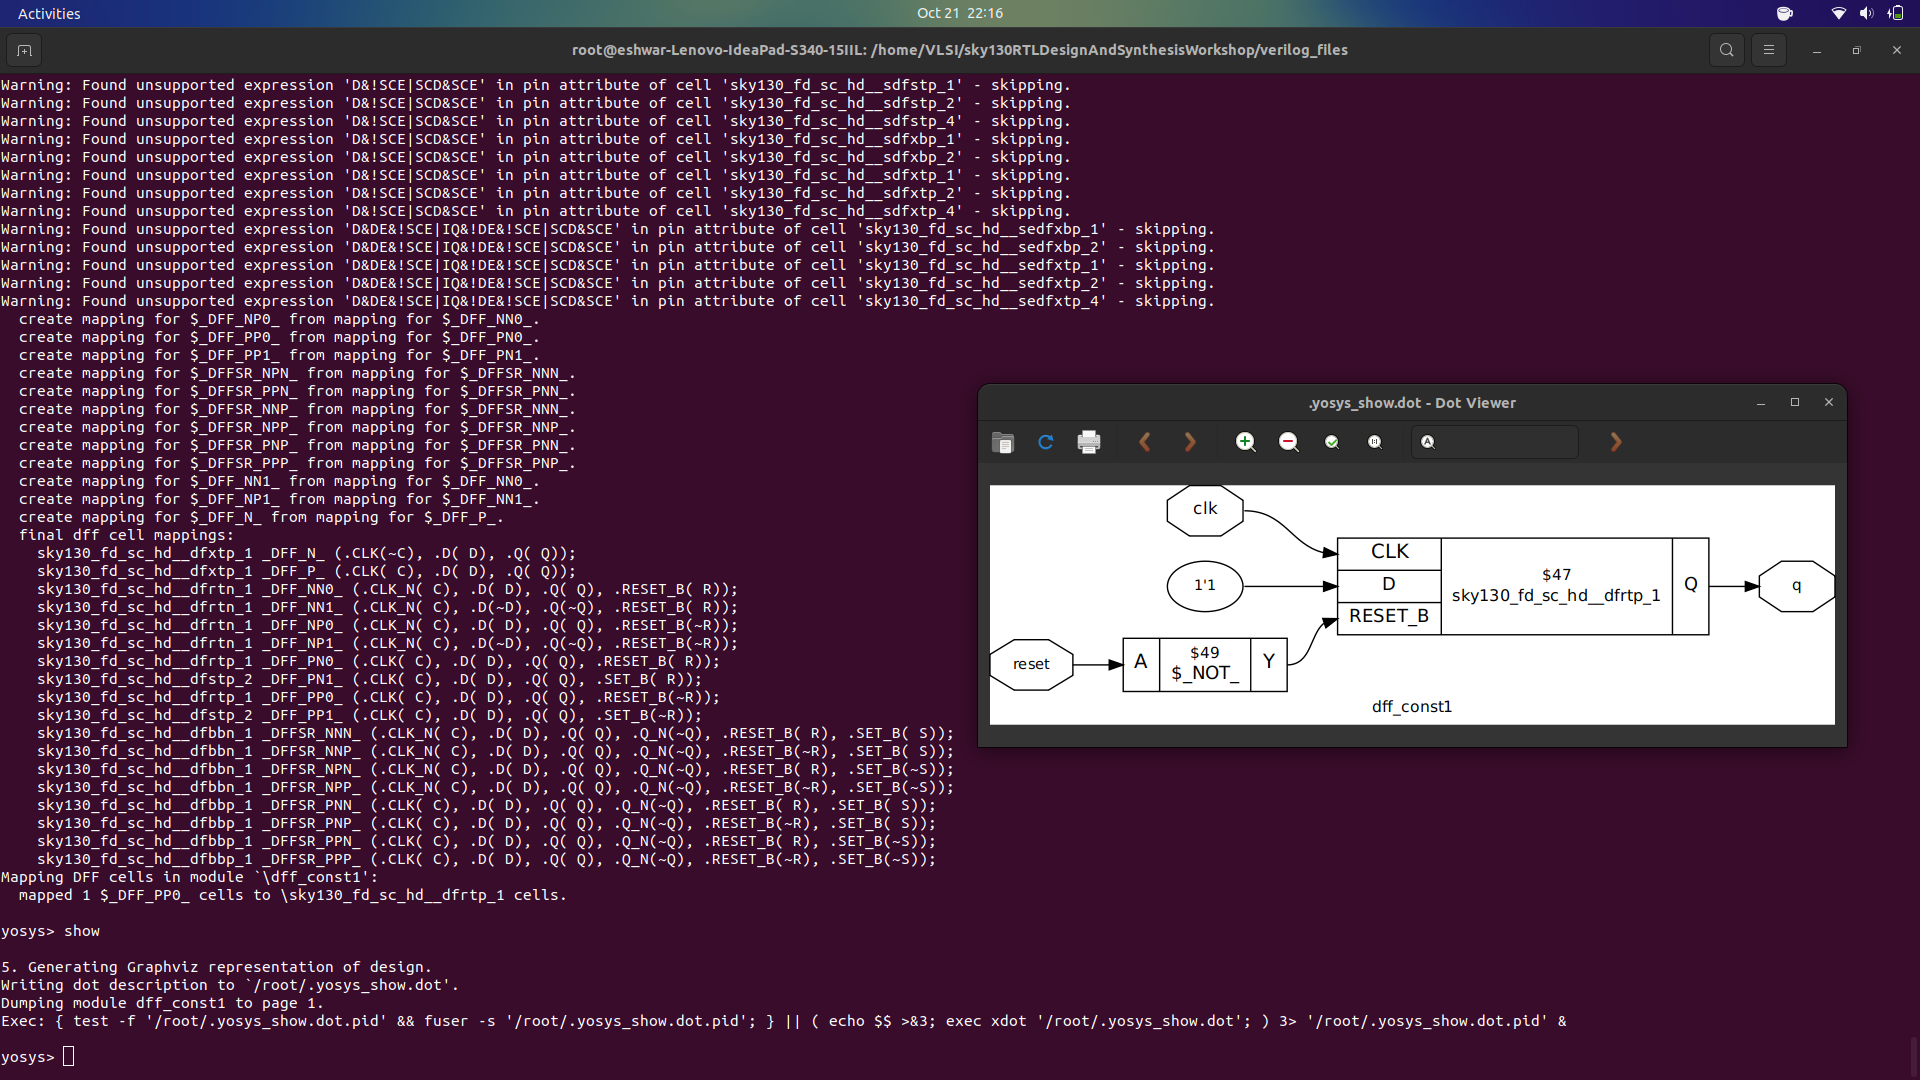 Activities
Oct 21 22:16
root@eshwar-Lenovo-IdeaPad-S340-15IIL: /home/VLSI/sky130RTLDesignAndSynthesisWorkshop/verilog_files
Warning: Found unsupported expression 'D&!SCE|SCD&SCE' in pin attribute of cell 'sky130_fd_sc_hd__sdfstp_1' - skipping.
Warning: Found unsupported expression 'D&!SCE|SCD&SCE' in pin attribute of cell 'sky130_fd_sc_hd__sdfstp_2' - skipping.
Warning: Found unsupported expression 'D&!SCE|SCD&SCE' in pin attribute of cell 'sky130_fd_sc_hd__sdfstp_4' - skipping.
Warning: Found unsupported expression 'D&!SCE|SCD&SCE' in pin attribute of cell 'sky130_fd_sc_hd__sdfxbp_1' - skipping.
Warning: Found unsupported expression 'D&!SCE|SCD&SCE' in pin attribute of cell 'sky130_fd_sc_hd__sdfxbp_2' - skipping.
Warning: Found unsupported expression 'D&!SCE|SCD&SCE' in pin attribute of cell 'sky130_fd_sc_hd__sdfxtp_1' - skipping.
Warning: Found unsupported expression 'D&!SCE|SCD&SCE' in pin attribute of cell 'sky130_fd_sc_hd__sdfxtp_2' - skipping.
Warning: Found unsupported expression 'D&!SCE|SCD&SCE' in pin attribute of cell 'sky130_fd_sc_hd__sdfxtp_4' - skipping.
Warning: Found unsupported expression 'D&DE&!SCE|IQ&!DE&!SCE|SCD&SCE' in pin attribute of cell 'sky130_fd_sc_hd__sedfxbp_1' - skipping.
Warning: Found unsupported expression 'D&DE&!SCE|IQ&!DE&!SCE|SCD&SCE' in pin attribute of cell 'sky130_fd_sc_hd__sedfxbp_2' - skipping.
Warning: Found unsupported expression 'D&DE&!SCE|IQ&!DE&!SCE|SCD&SCE' in pin attribute of cell 'sky130_fd_sc_hd__sedfxtp_1' - skipping.
Warning: Found unsupported expression 'D&DE&!SCE|IQ&!DE&!SCE|SCD&SCE' in pin attribute of cell 'sky130_fd_sc_hd__sedfxtp_2' - skipping.
Warning: Found unsupported expression 'D&DE&!SCE|IQ&!DE&!SCE|SCD&SCE' in pin attribute of cell 'sky130_fd_sc_hd__sedfxtp_4' - skipping.
create mapping for $_DFF_NP0_ from mapping for $_DFF_NN0_.
create mapping for $_DFF_PP0_ from mapping for $_DFF_PN0_.
create mapping for $_DFF_PP1_ from mapping for $_DFF_PN1_.
create mapping for $_DFFSR_NPN_ from mapping for $_DFFSR_NNN_.
create mapping for $_DFFSR_PPN_ from mapping for $_DFFSR_PNN_.
create mapping for $_DFFSR_NNP_ from mapping for $_DFFSR_NNN_.
create mapping for $_DFFSR_NPP_ from mapping for $_DFFSR_NNP_.
create mapping for $_DFFSR_PNP_ from mapping for $_DFFSR_PNN_.
create mapping for $_DFFSR_PPP_ from mapping for $_DFFSR_PNP_.
create mapping for $_DFF_NN1_ from mapping for $_DFF_NN0_.
create mapping for $_DFF_NP1_ from mapping for $_DFF_NN1_.
create mapping for $_DFF_N_ from mapping for $_DFF_P_.
final dff cell mappings:
sky130_fd_sc_hd__dfxtp_1 _DFF_N_ (.CLK(~C), .D( D), .Q( Q));
sky130_fd_sc_hd__dfxtp_1 _DFF_P_ (.CLK( C), .D( D), .Q( Q));
sky130_fd_sc_hd__dfrtn_1 _DFF_NN0_ (.CLK_N( C), .D( D), .Q( Q), .RESET_B( R));
sky130_fd_sc_hd__dfrtn_1 _DFF_NN1_ (.CLK_N( C), .D(~D), .Q(~Q), .RESET_B( R));
sky130_fd_sc_hd__dfrtn_1 _DFF_NP0_ (.CLK_N( C), .D( D), .Q( Q), .RESET_B(~R));
sky130_fd_sc_hd__dfrtn_1 _DFF_NP1_ (.CLK_N( C), .D(~D), .Q(~Q), .RESET_B(~R));
sky130_fd_sc_hd__dfrtp_1 _DFF_PN0_ (.CLK( C), .D( D), .Q( Q), .RESET_B( R));
sky130_fd_sc_hd__dfstp_2 _DFF_PN1_ (.CLK( C), .D( D), .Q( Q), .SET_B( R));
sky130_fd_sc_hd__dfrtp_1 _DFF_PP0_ (.CLK( C), .D( D), .Q( Q), .RESET_B(~R));
sky130_fd_sc_hd__dfstp_2 _DFF_PP1_ (.CLK( C), .D( D), .Q( Q), .SET_B(~R));
sky130_fd_sc_hd__dfbbn_1 _DFFSR_NNN_ (.CLK_N( C), .D( D), .Q( Q), .Q_N(~Q), .RESET_B( R), .SET_B( S));
sky130_fd_sc_hd__dfbbn_1 _DFFSR_NNP_ (.CLK_N( C), .D( D), .Q( Q), .Q_N(~Q), .RESET_B(~R), .SET_B( S));
sky130_fd_sc_hd__dfbbn_1 _DFFSR_NPN_ (.CLK_N( C), .D( D), .Q( Q), .Q_N(~Q), .RESET_B( R), .SET_B(~S));
sky130_fd_sc_hd__dfbbn_1 _DFFSR_NPP_ (.CLK_N( C), .D( D), .Q( Q), .Q_N(~Q), .RESET_B(~R), .SET_B(~S));
sky130_fd_sc_hd__dfbbp_1 _DFFSR_PNN_ (.CLK( C), .D( D), .Q( Q), .Q_N(~Q), .RESET_B( R), .SET_B( S));
sky130_fd_sc_hd__dfbbp_1 _DFFSR_PNP_ (.CLK( C), .D( D), .Q( Q), .Q_N(~Q), .RESET_B(~R), .SET_B( S));
sky130_fd_sc_hd__dfbbp_1 _DFFSR_PPN_ (.CLK( C), .D( D), .Q( Q), .Q_N(~Q), .RESET_B( R), .SET_B(~S));
sky130_fd_sc_hd__dfbbp_1 _DFFSR_PPP_ (.CLK( C), .D( D), .Q( Q), .Q_N(~Q), .RESET_B(~R), .SET_B(~S));
Mapping DFF cells in module `\dff_const1':
mapped 1 $_DFF_PP0_ cells to \sky130_fd_sc_hd__dfrtp_1 cells.
yosys> show
5. Generating Graphviz representation of design.
Writing dot description to `/root/.yosys_show.dot'.
Dumping module dff_const1 to page 1.
Exec: { test -f '/root/.yosys_show.dot.pid' && fuser -s '/root/.yosys_show.dot.pid'; } || ( echo $$ >&3; exec xdot '/root/.yosys_show.dot'; ) 3> '/root/.yosys_show.dot.pid' &
yosys>
.yosys_show.dot - Dot Viewer
clk
CLK
1'1
D
$47
sky130_fd_sc_hd__dfrtp_1
Q
q
RESET_B
reset
A
$49
$_NOT_
Y
dff_const1